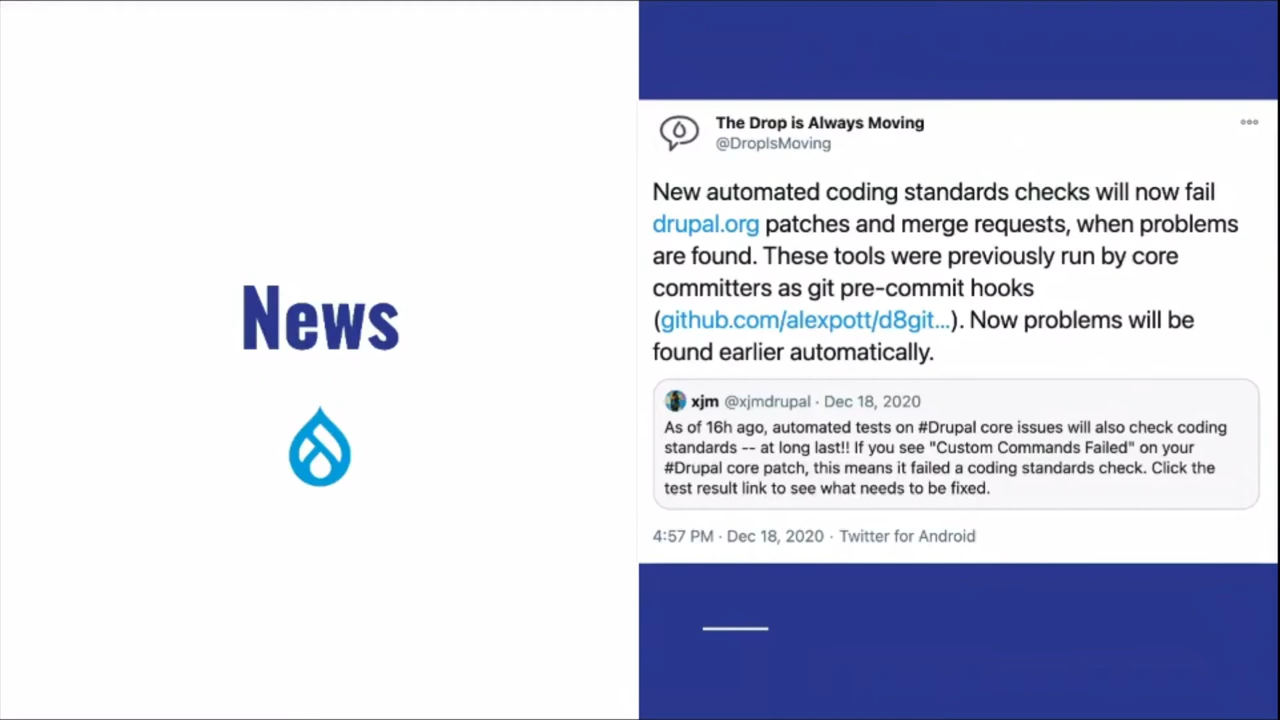 News
The Drop is Always Moving
@DropIsMoving
New automated coding standards checks will now fail
drupal.org patches and merge requests, when problems
are found. These tools were previously run by core
committers as git pre-commit hooks
(github.com/alexpott/d8git...). Now problems will be
found earlier automatically.
xjm @xjmdrupal · Dec 18, 2020
As of 16h ago, automated tests on #Drupal core issues will also check coding
standards -- at long last!! If you see "Custom Commands Failed" on your
#Drupal core patch, this means it failed a coding standards check. Click the
test result link to see what needs to be fixed.
4:57 PM · Dec 18, 2020 · Twitter for Android